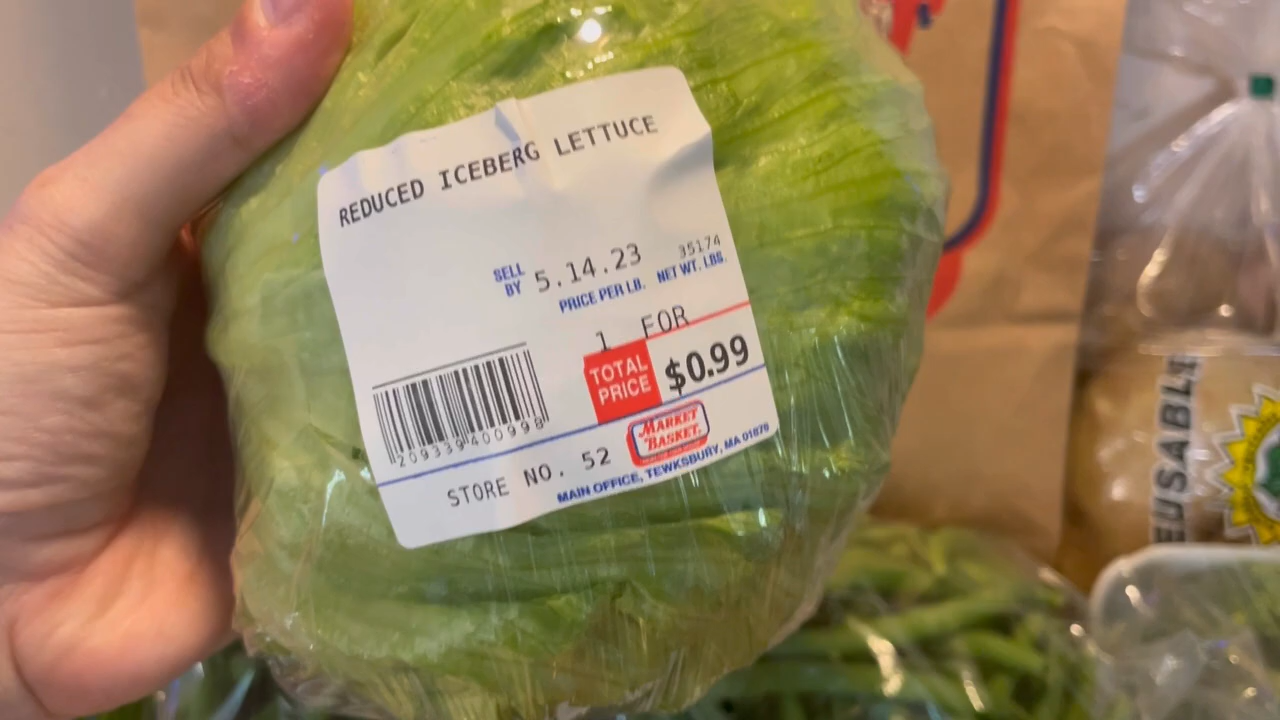 REDUCED ICEBERG LETTUCE
SELL BY 5.14.23
35174
PRICE PER LB. NET WT. LBS.
1 FOR
TOTAL PRICE $0.99
209339400998
STORE NO. 52
MARKET BASKET
MAIN OFFICE, TEWKSBURY, MA 01876
EUSABLE